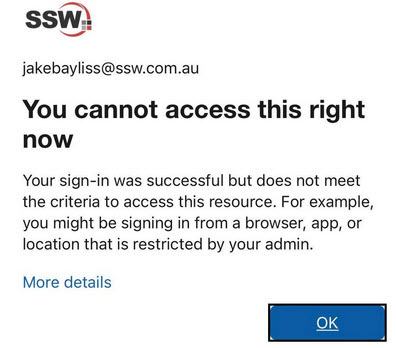 SSW
jakebayliss@ssw.com.au
You cannot access this right
now
Your sign-in was successful but does not meet
the criteria to access this resource. For example,
you might be signing in from a browser, app, or
location that is restricted by your admin.
More details
OK